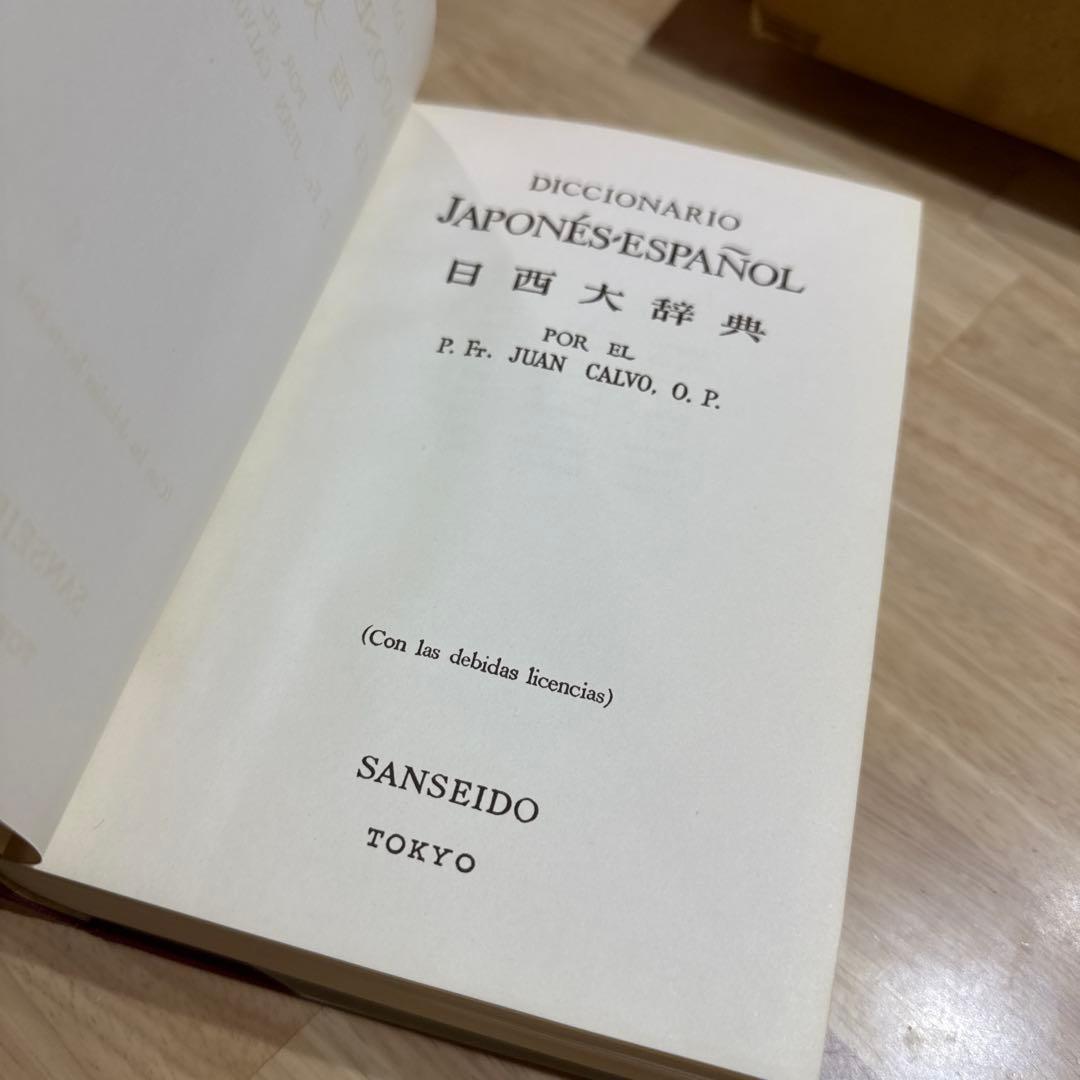 DICCIONARIO
JAPONÉS-ESPAÑOL
日西大辞典
POR EL
P. Fr. JUAN CALVO, O. P.
(Con las debidas licencias)
SANSEIDO
TOKYO